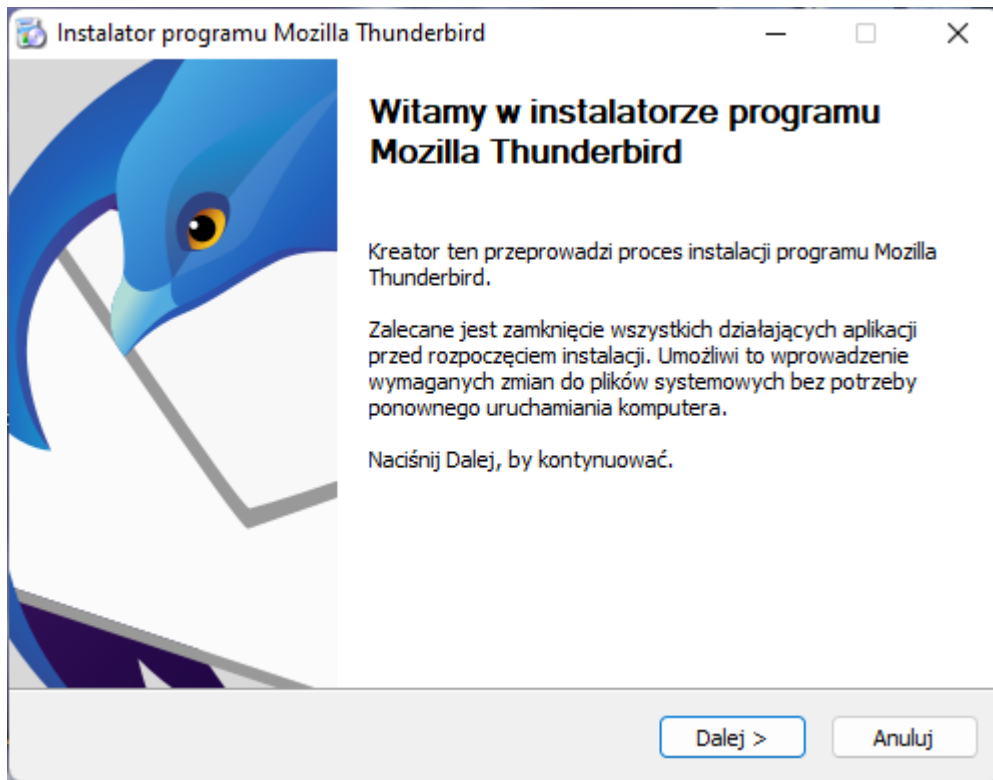 Instalator programu Mozilla Thunderbird
Witamy w instalatorze programu
Mozilla Thunderbird
Kreator ten przeprowadzi proces instalacji programu Mozilla
Thunderbird.
Zalecane jest zamknięcie wszystkich działających aplikacji
przed rozpoczęciem instalacji. Umożliwi to wprowadzenie
wymaganych zmian do plików systemowych bez potrzeby
ponownego uruchamiania komputera.
Naciśnij Dalej, by kontynuować.
Dalej >
Anuluj